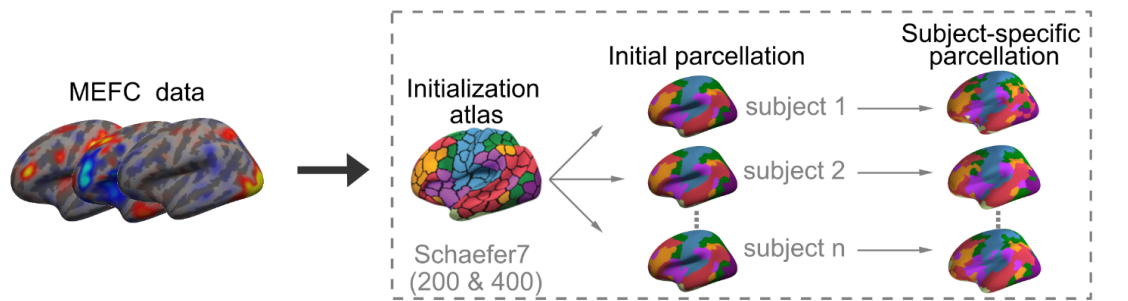 MEFC data
Initialization
atlas
Schaefer7
(200 & 400)
Initial parcellation
subject 1
subject 2
subject n
Subject-specific
parcellation